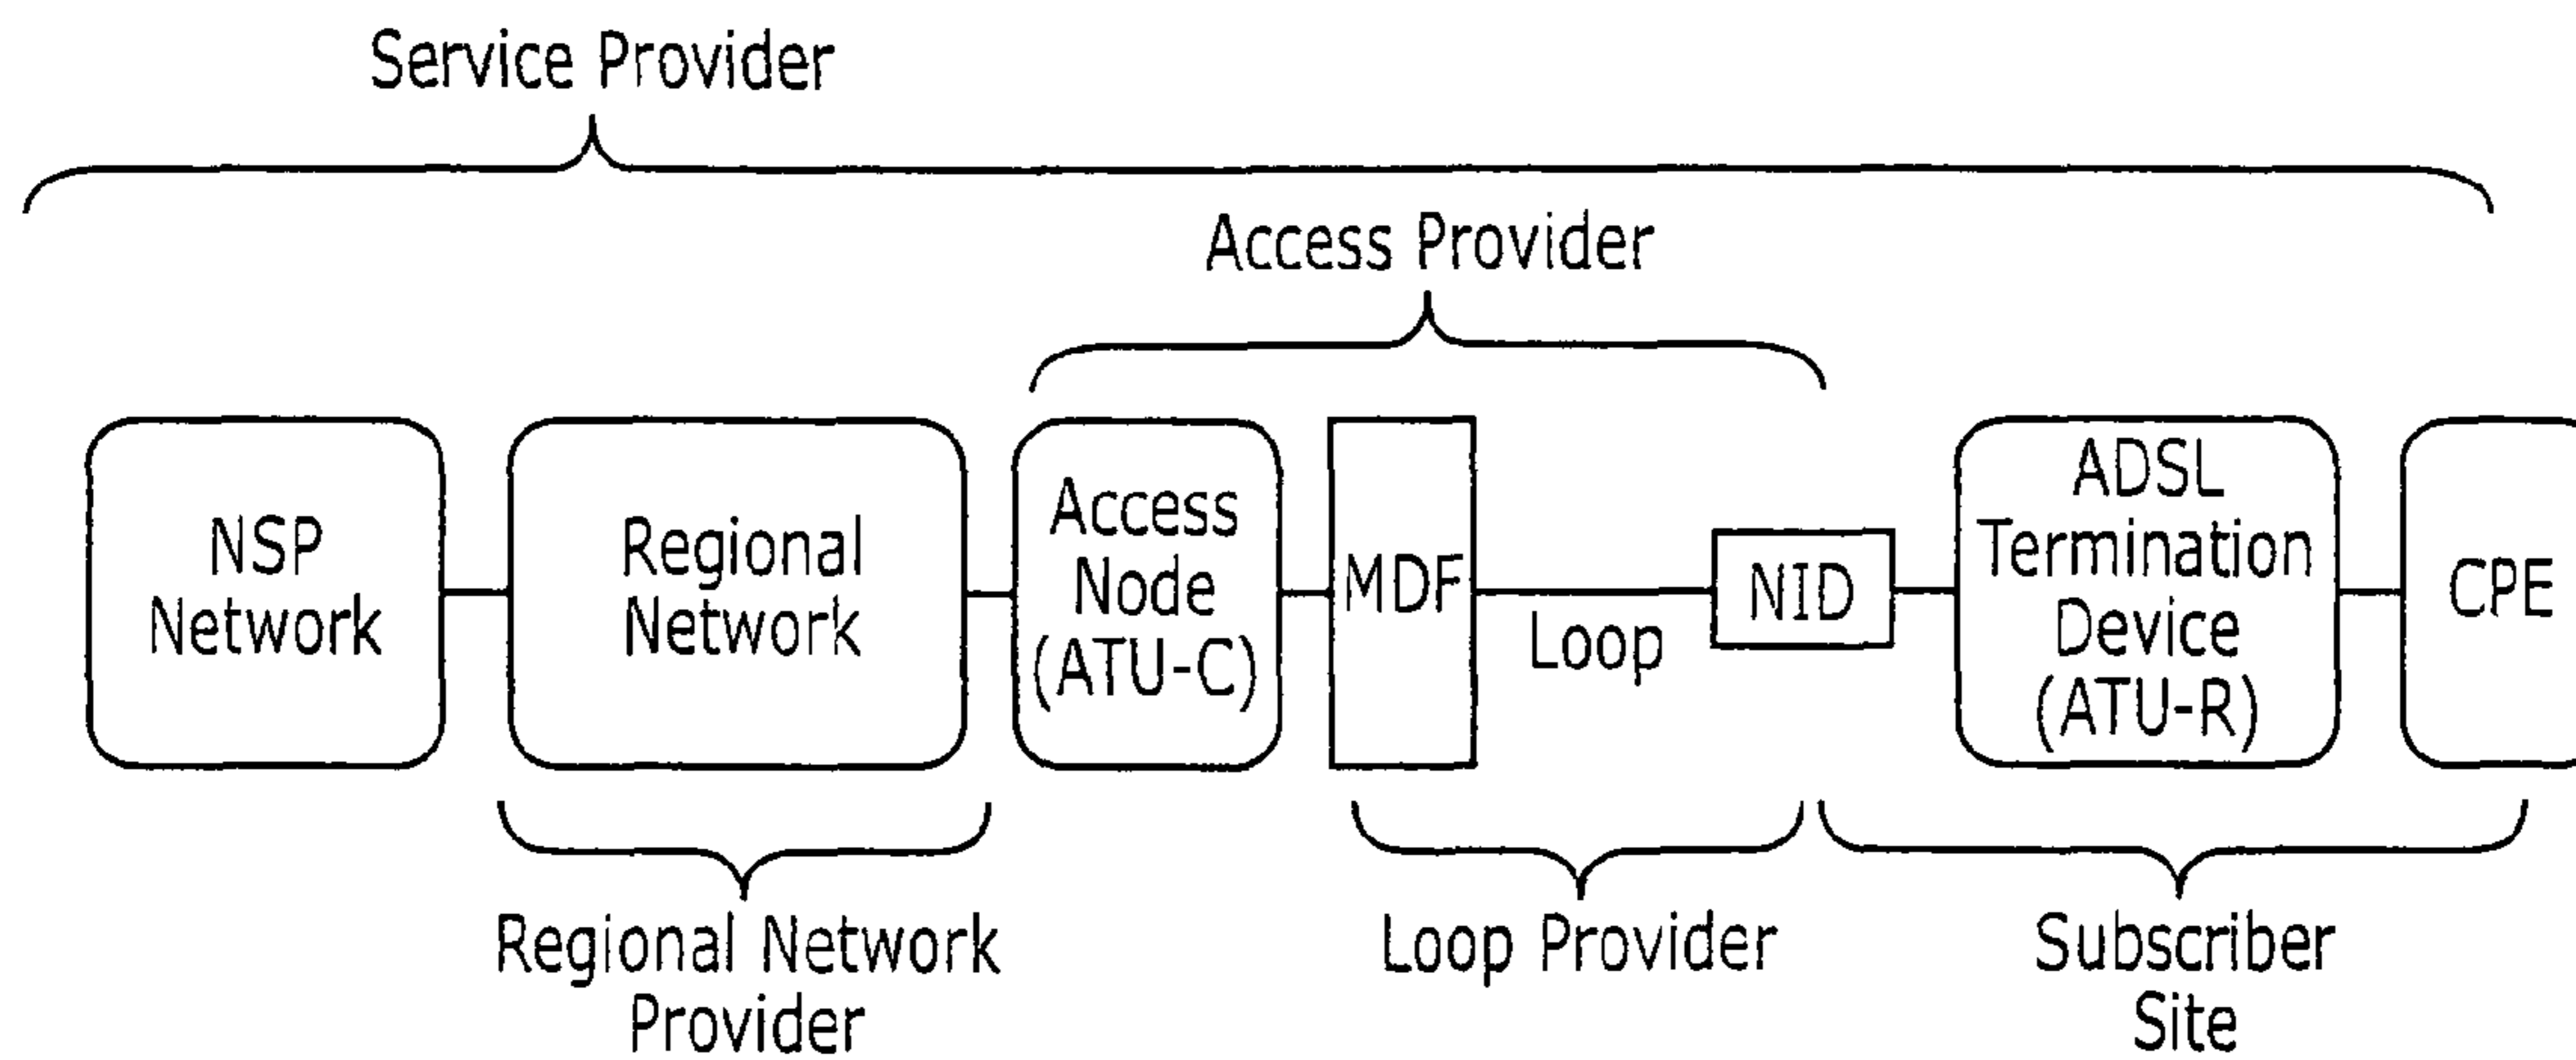 Service Provider
Access Provider
NSP
Network
Regional
Network
Access
Node
(ATU-C)
MDF
Loop
NID
ADSL
Termination
Device
(ATU-R)
CPE
Regional Network
Provider
Loop Provider
Subscriber
Site